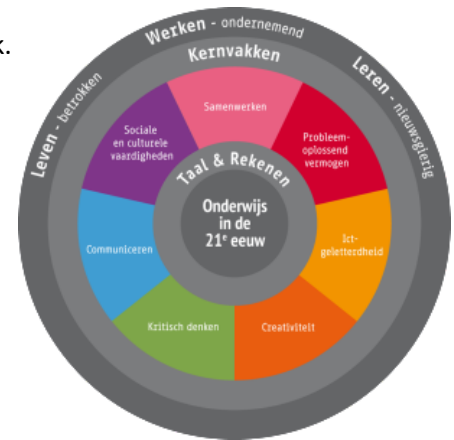 k.
Werken - ondernemend
Leven - betrokken
Leren - nieuwsgierig
Kernvakken
Samenwerken
Sociale
en culturele
vaardigheden
Probleem-
oplossend
vermogen
Taal & Rekenen
Onderwijs
in de
21e eeuw
Communiceren
Ict-
geletterdheid
Kritisch denken
Creativiteit